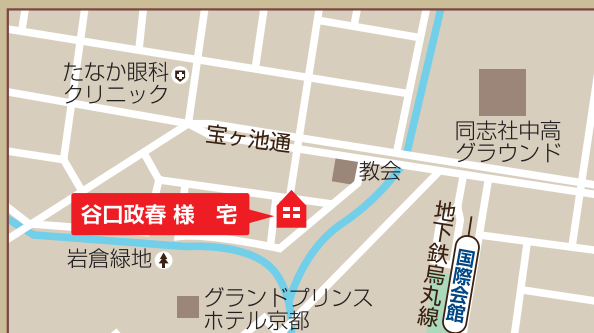 たなか眼科
クリニック
宝ヶ池通
同志社中高
グラウンド
教会
谷口政春 様　宅
岩倉緑地
地下鉄烏丸線
国際会館
グランドプリンス
ホテル京都